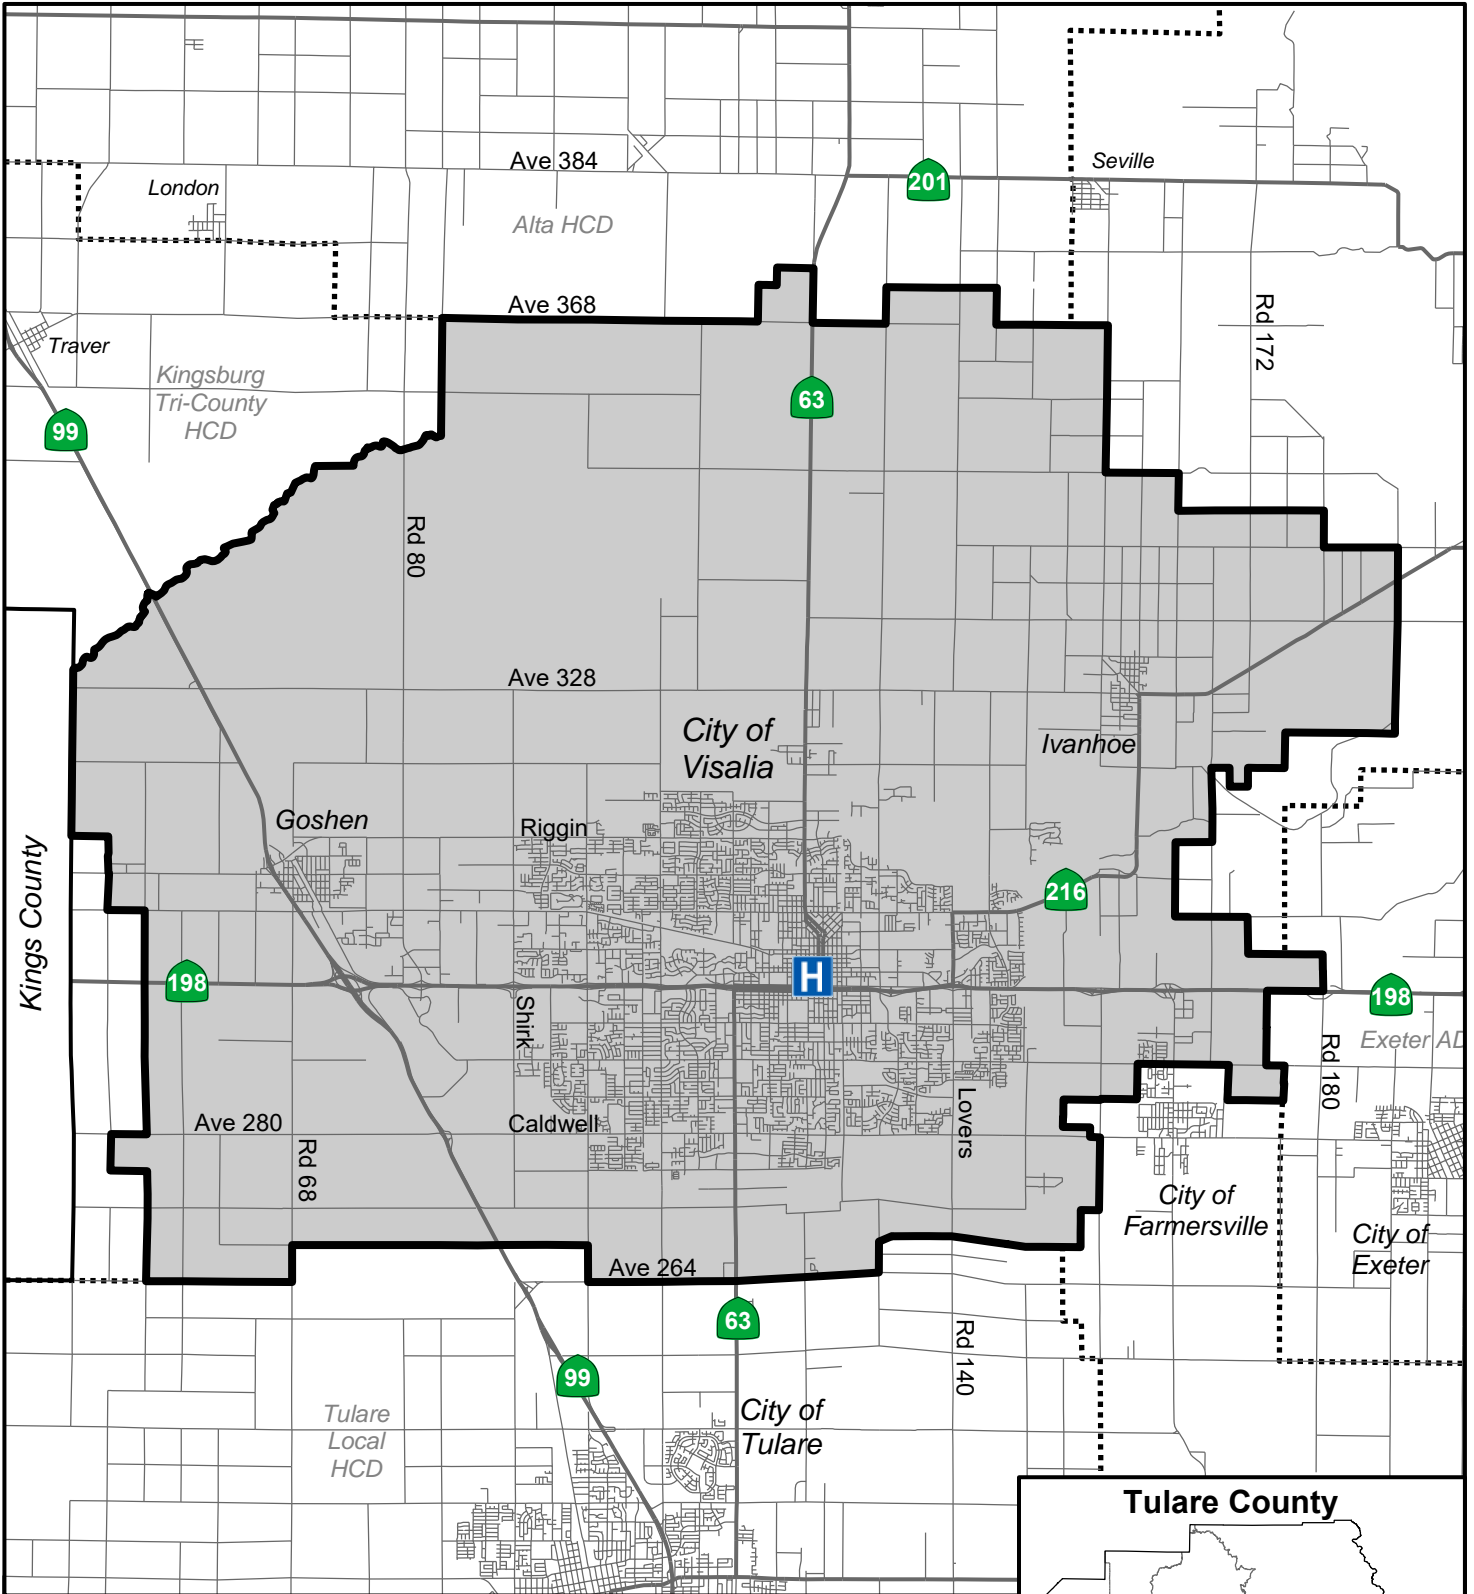 Ave 384
201
Seville
London
Alta HCD
Ave 368
Rd 172
Traver
Kingsburg
Tri-County
HCD
63
99
Rd 80
Ave 328
City of
Visalia
Ivanhoe
Goshen
Riggin
216
Kings County
H
198
198
Shirk
Exeter AD
Rd 180
Lovers
Ave 280
Caldwell
Rd 68
City of
Farmersville
City of
Exeter
Ave 264
63
Rd 140
99
City of
Tulare
Tulare
Local
HCD
Tulare County